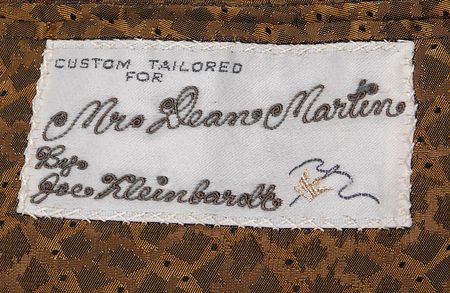 CUSTOM TAILORED
FOR
Mr. Dean Martin
By
Joe Kleinbardt